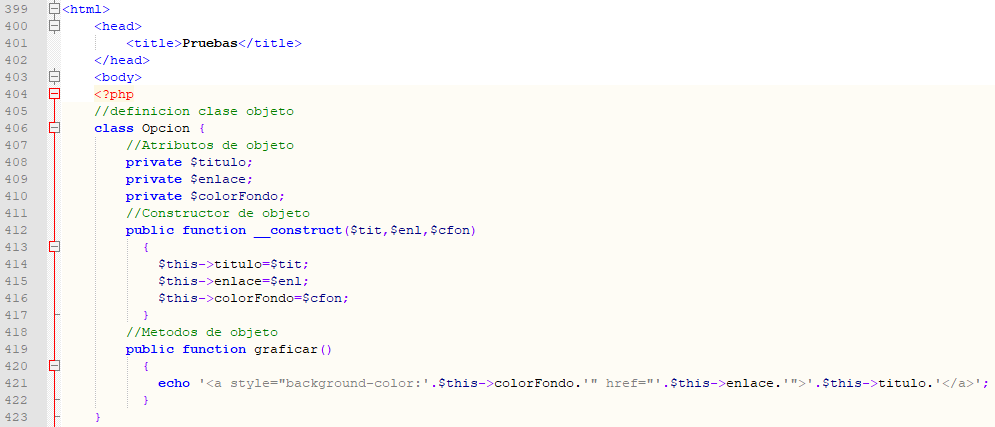 399 <html>
400 <head>
401 <title>Pruebas</title>
402 </head>
403 <body>
404 <?php
405 //definicion clase objeto
406 class Opcion {
407 //Atributos de objeto
408 private $titulo;
409 private $enlace;
410 private $colorFondo;
411 //Constructor de objeto
412 public function __construct($tit,$enl,$cfon)
413 {
414 $this->titulo=$tit;
415 $this->enlace=$enl;
416 $this->colorFondo=$cfon;
417 }
418 //Metodos de objeto
419 public function graficar()
420 {
421 echo '<a style="background-color:'.$this->colorFondo.'" href="'.$this->enlace.'">'.$this->titulo.'</a>';
422 }
423 }